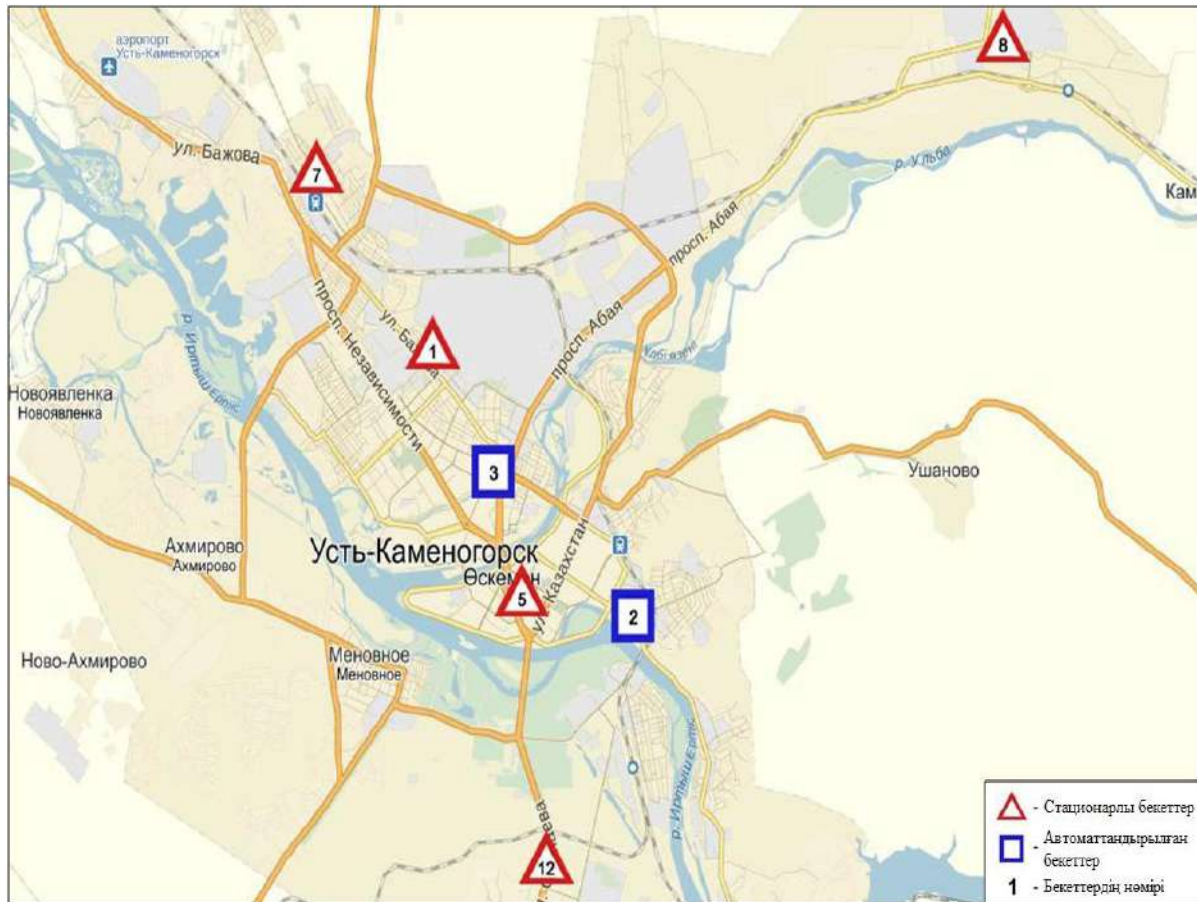 аэропорт
Усть-Каменогорск
8
ул. Бажова
7
р. Ульба
Кам
просп. Абая
просп. Независимости
ул. Бажова
1
просп. Абая
р. Иртыш
Новоявленка
Новоявленка
3
Ушаново
Ахмирово
Ахмирово
Усть-Каменогорск
Өскемен
5
ул. Казахстан
2
Ново-Ахмирово
Меновное
Меновное
р. Иртыш Ертіс
12
- Стационарлы бекеттер
- Автоматтандырылған
бекеттер
1 - Бекеттердің нөмірі